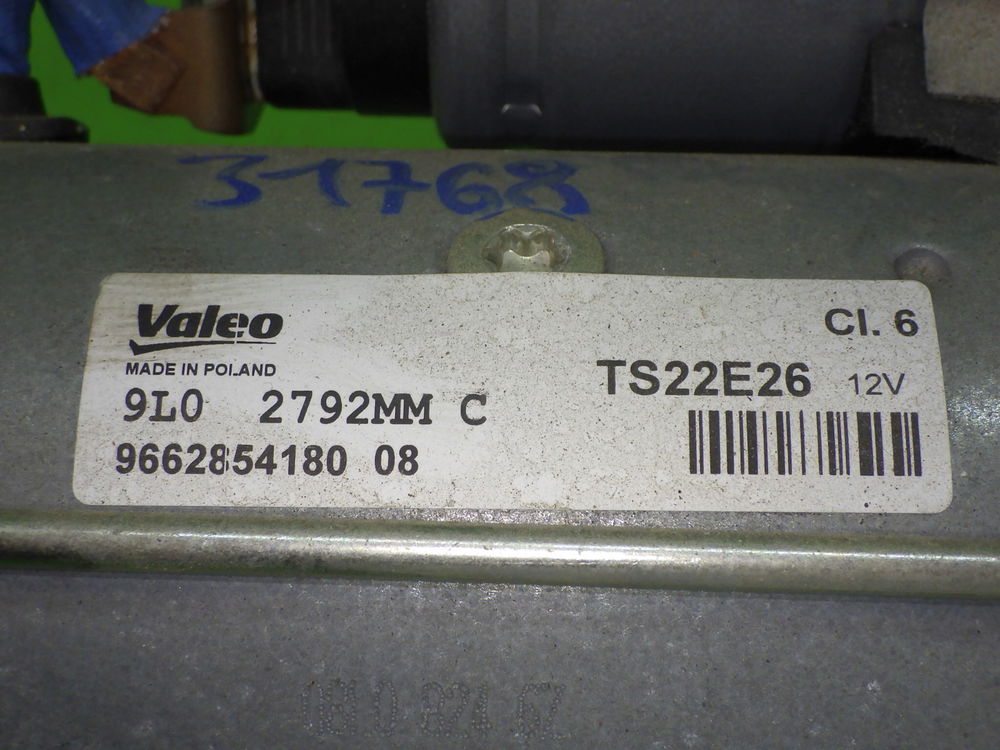 31768
Valeo
Cl. 6
MADE IN POLAND
TS22E26 12V
9L0 2792MM C
9662854180 08